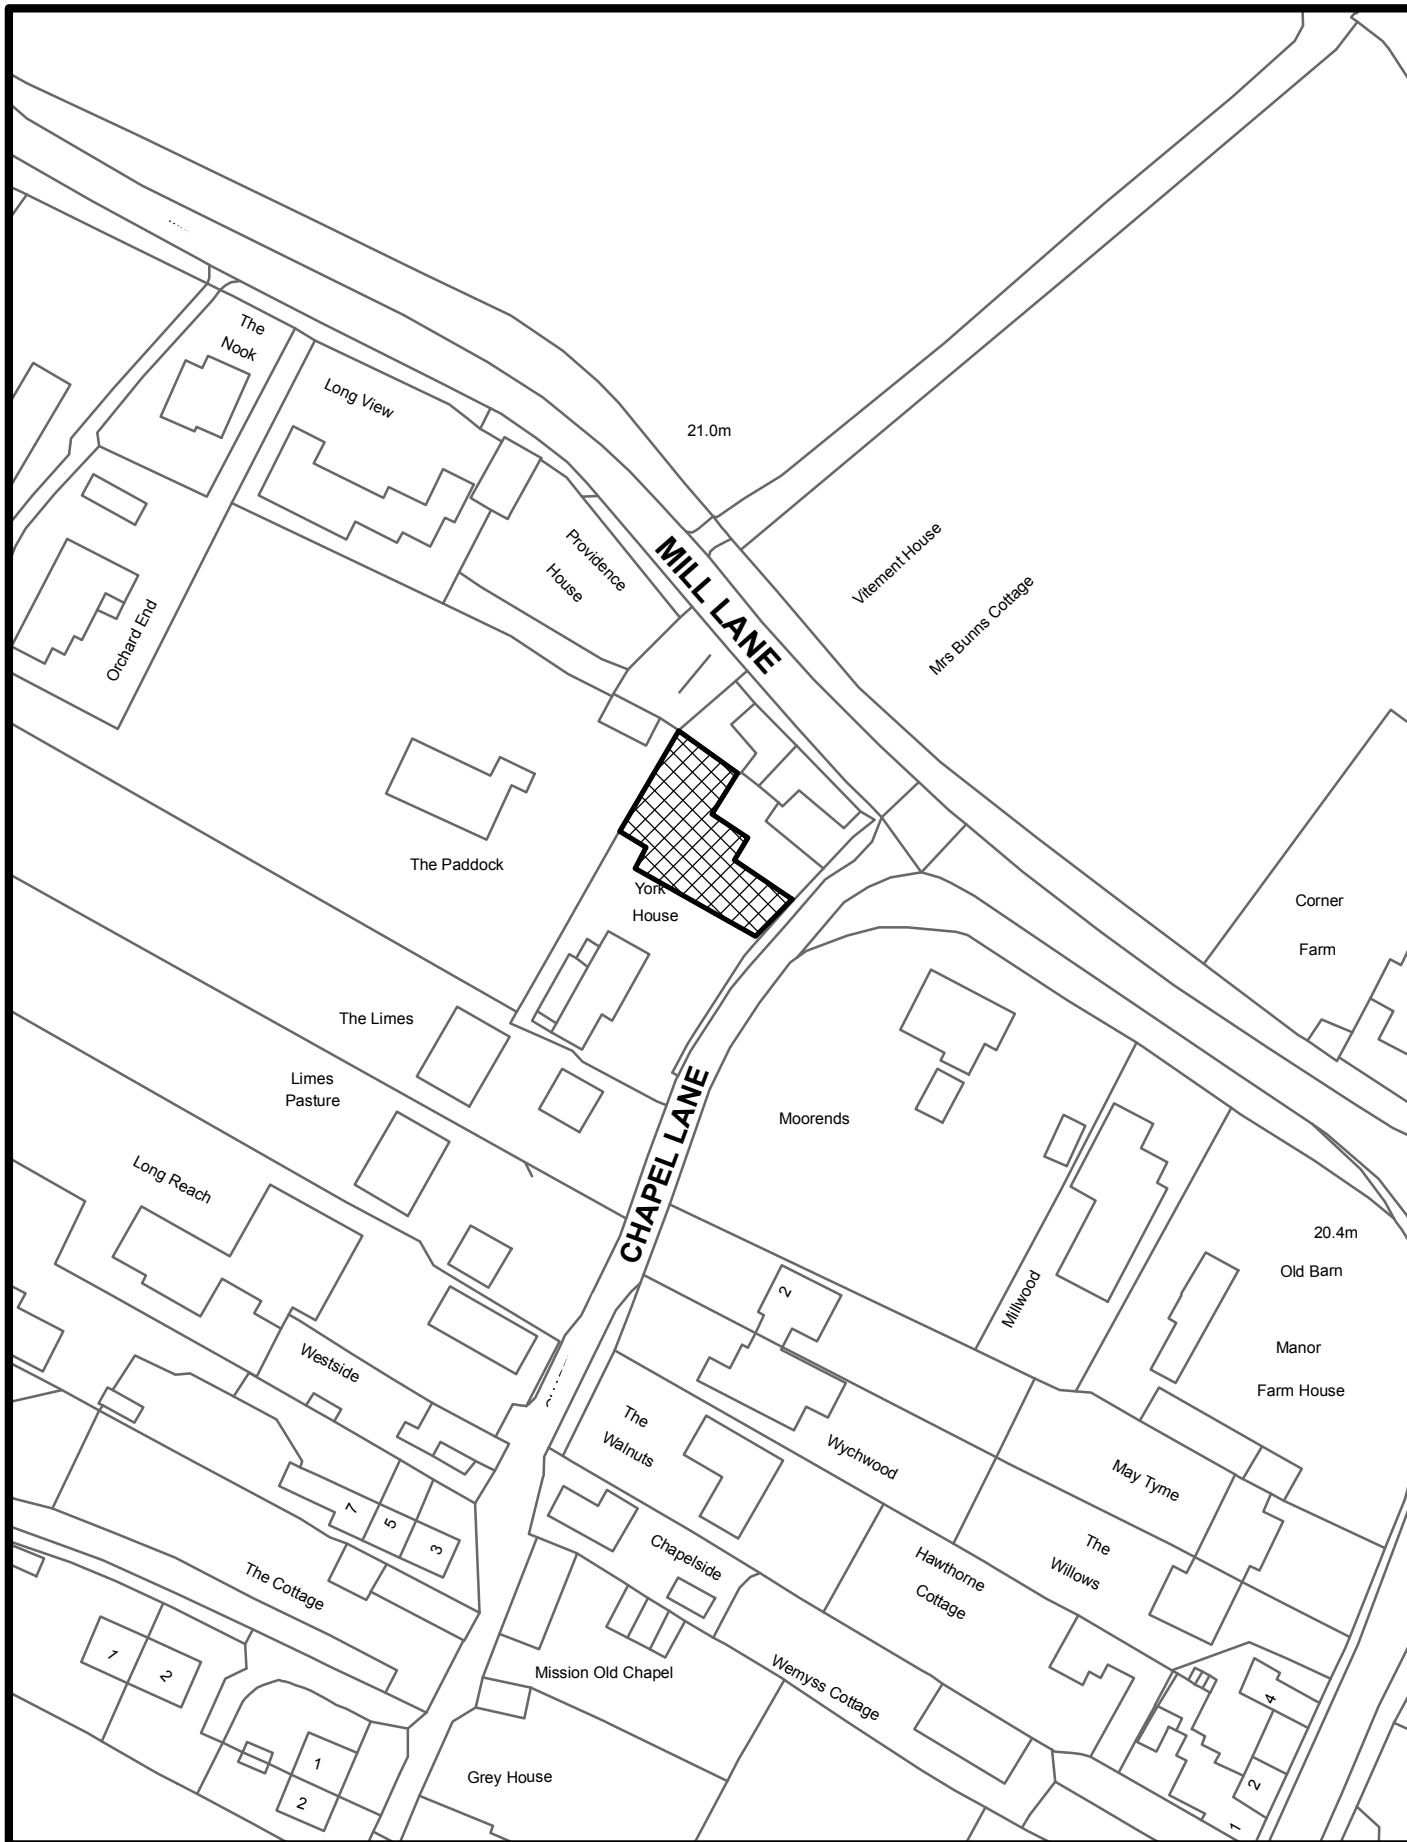 The
Nook
Long View
21.0m
Providence
House
MILL LANE
Vitement House
Mrs Bunns Cottage
Orchard End
The Paddock
York
House
Corner
Farm
The Limes
Limes
Pasture
Moorends
CHAPEL LANE
Long Reach
20.4m
Old Barn
Millwood
Manor
Farm House
2
Westside
The
Walnuts
Wychwood
May Tyme
7
5
3
The Cottage
Chapelside
Hawthorne
Cottage
The
Willows
1
2
Mission Old Chapel
Wemyss Cottage
4
1
2
Grey House
2
1